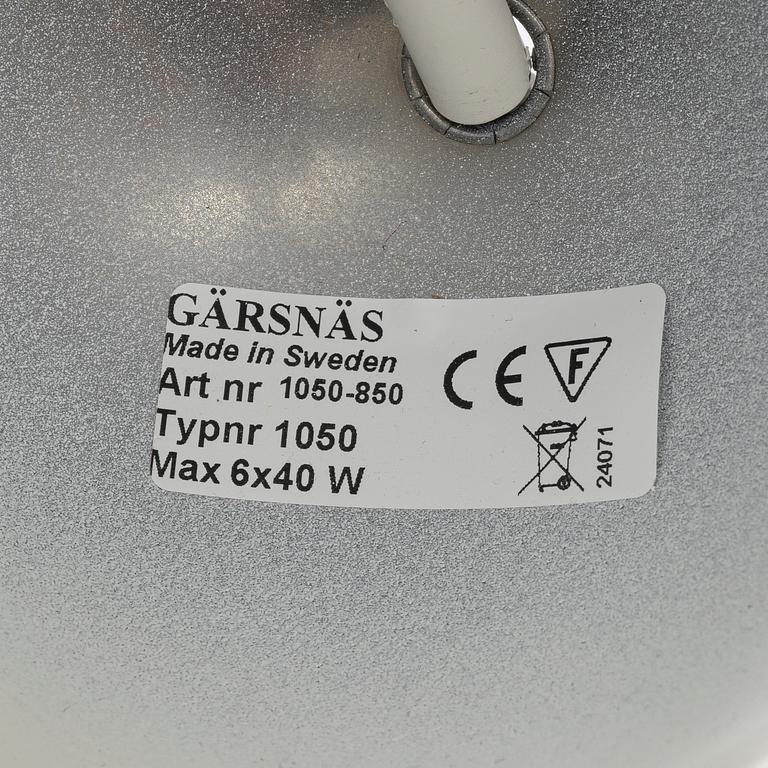 GÄRSNÄS
Made in Sweden
Art nr 1050-850
Typnr 1050
Max 6x40 W
CE
F
24071